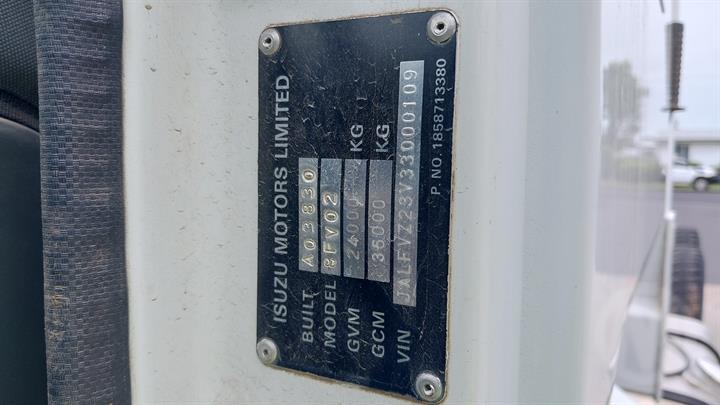 ISUZU MOTORS LIMITED
BUILT A03830
MODEL 8FV02
GVM 24000 KG
GCM 35000 KG
VIN JALFVZ23V33000109
P. NO. 1858713380